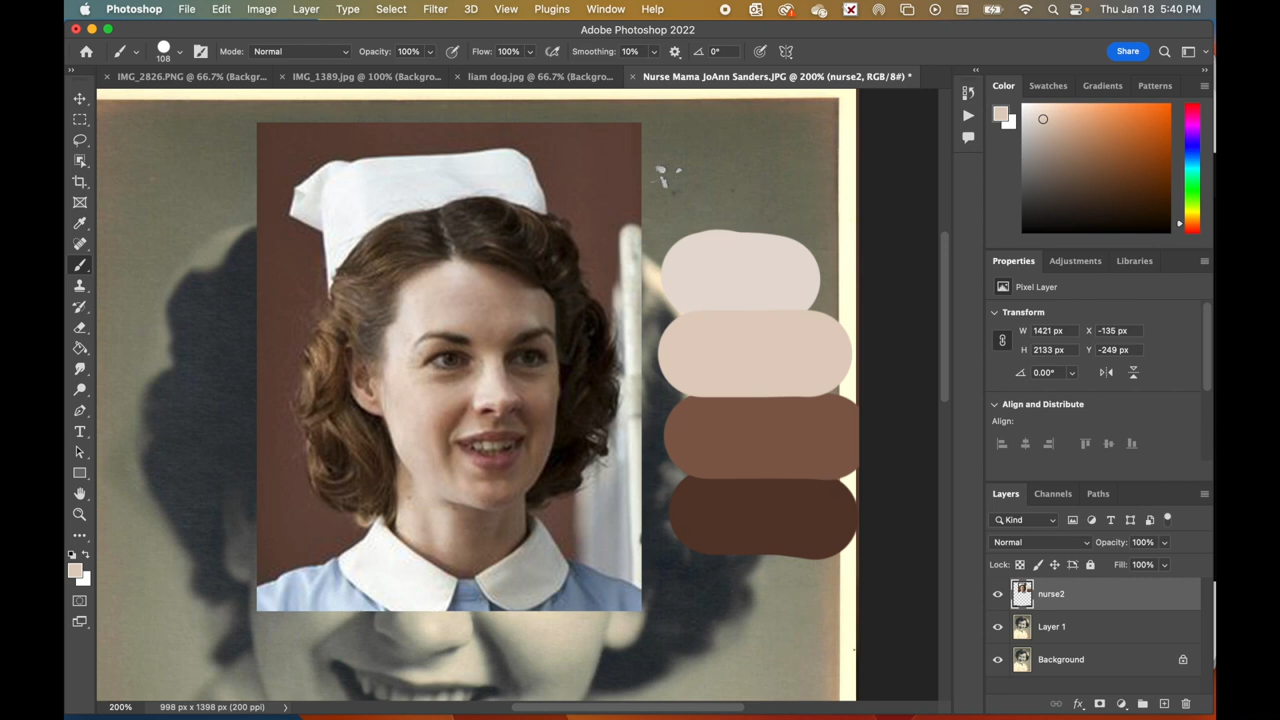 Photoshop File Edit Image Layer Type Select Filter 3D View Plugins Window Help Thu Jan 18 5:40 PM
Adobe Photoshop 2022
108 Mode: Normal Opacity: 100% Flow: 100% Smoothing: 10% 0° Share
IMG_2826.PNG @ 66.7% (Backgr... IMG_1389.jpg @ 100% (Backgro... liam dog.jpg @ 66.7% (Backgro... Nurse Mama JoAnn Sanders.JPG @ 200% (nurse2, RGB/8#) *
Color Swatches Gradients Patterns
Properties Adjustments Libraries
Pixel Layer
Transform
W 1421 px X -135 px
H 2133 px Y -249 px
0.00°
Align and Distribute
Align:
Layers Channels Paths
Kind
Normal Opacity: 100%
Lock: Fill: 100%
nurse2
Layer 1
Background
200% 998 px x 1398 px (200 ppi)